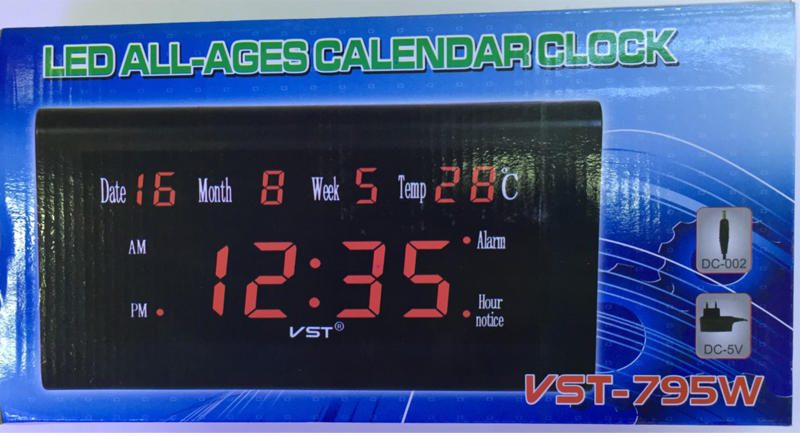 LED ALL-AGES CALENDAR CLOCK
Date 16 Month 8 Week 5 Temp 28°C
AM
12:35
Alarm
PM
Hour
notice
VST®
DC-002
DC-5V
VST-795W